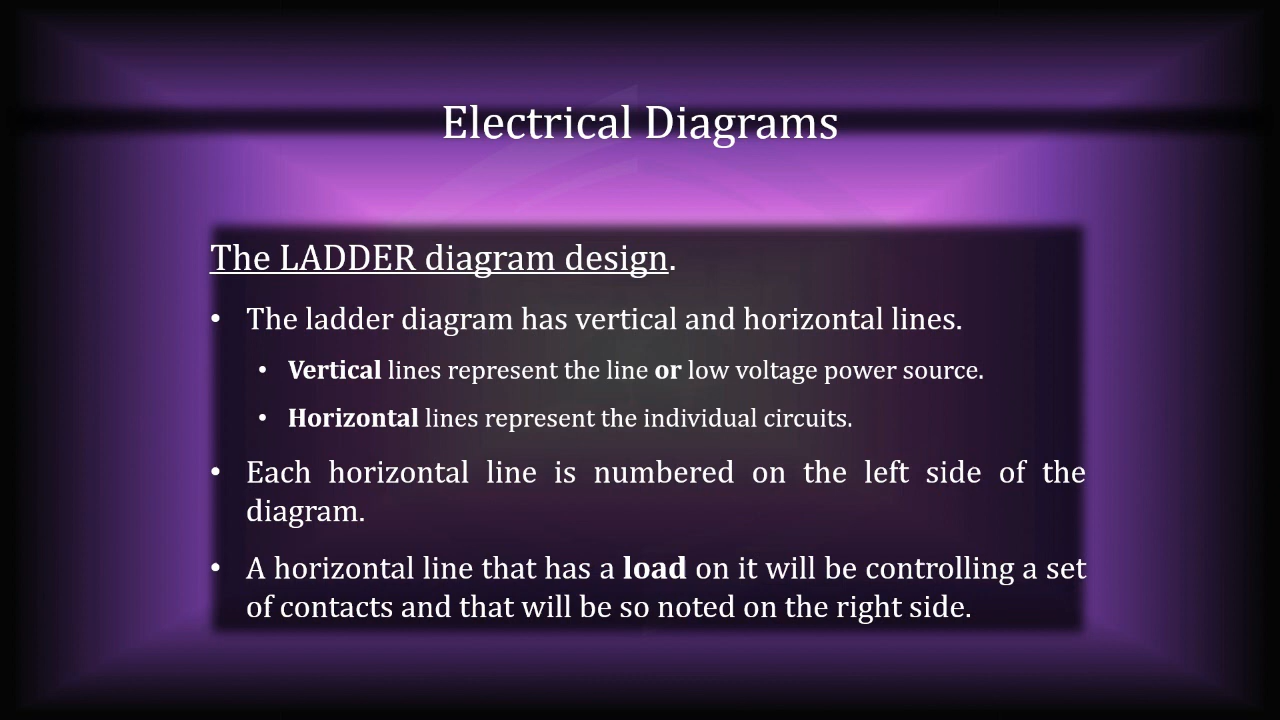 Electrical Diagrams
The LADDER diagram design.
• The ladder diagram has vertical and horizontal lines.
• Vertical lines represent the line or low voltage power source.
• Horizontal lines represent the individual circuits.
• Each horizontal line is numbered on the left side of the
diagram.
• A horizontal line that has a load on it will be controlling a set
of contacts and that will be so noted on the right side.